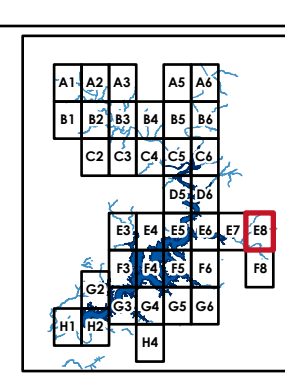 A1 A2 A3 A5 A6
B1 B2 B3 B4 B5 B6
C2 C3 C4 C5 C6
D5 D6
E3 E4 E5 E6 E7 E8
F3 F4 F5 F6 F8
G2
G3 G4 G5 G6
H1 H2
H4